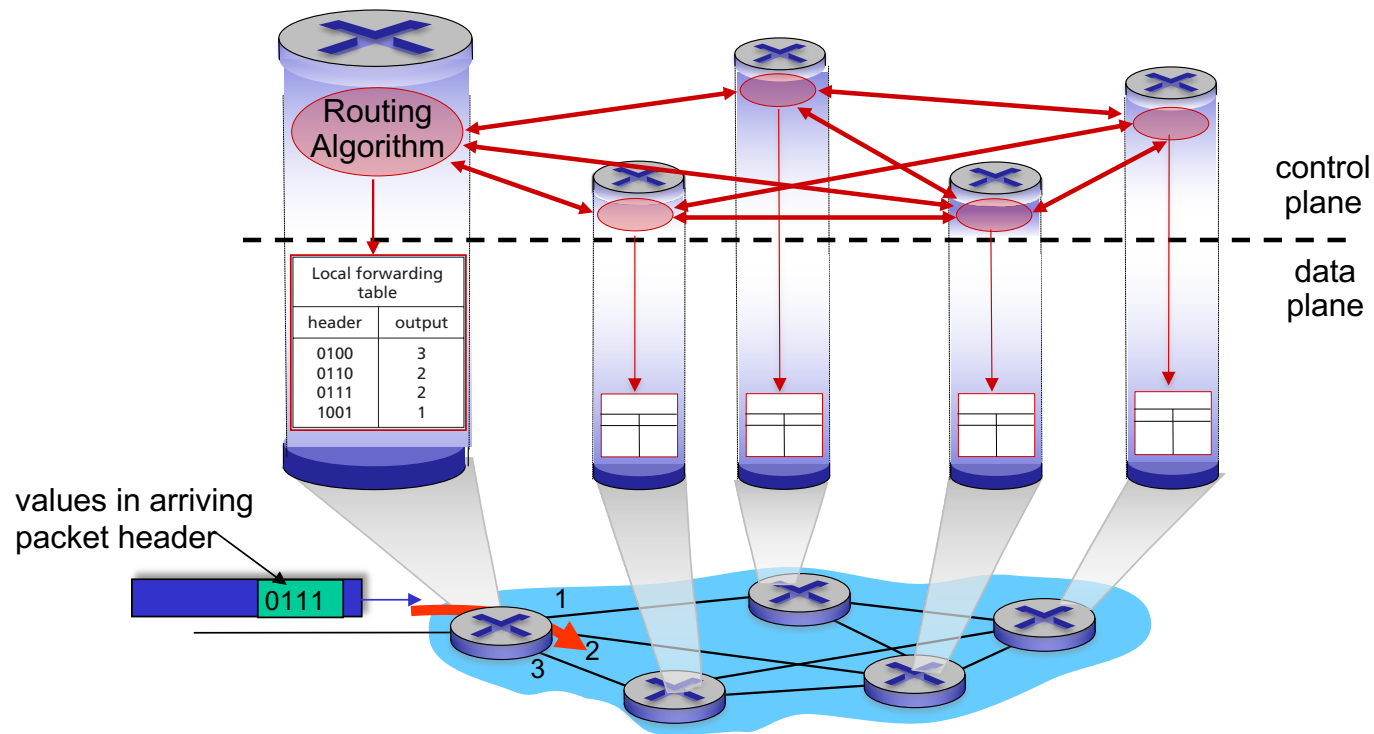 Routing
Algorithm
control
plane
data
plane
Local forwarding
table
header output
0100 3
0110 2
0111 2
1001 1
values in arriving
packet header
0111
1
2
3